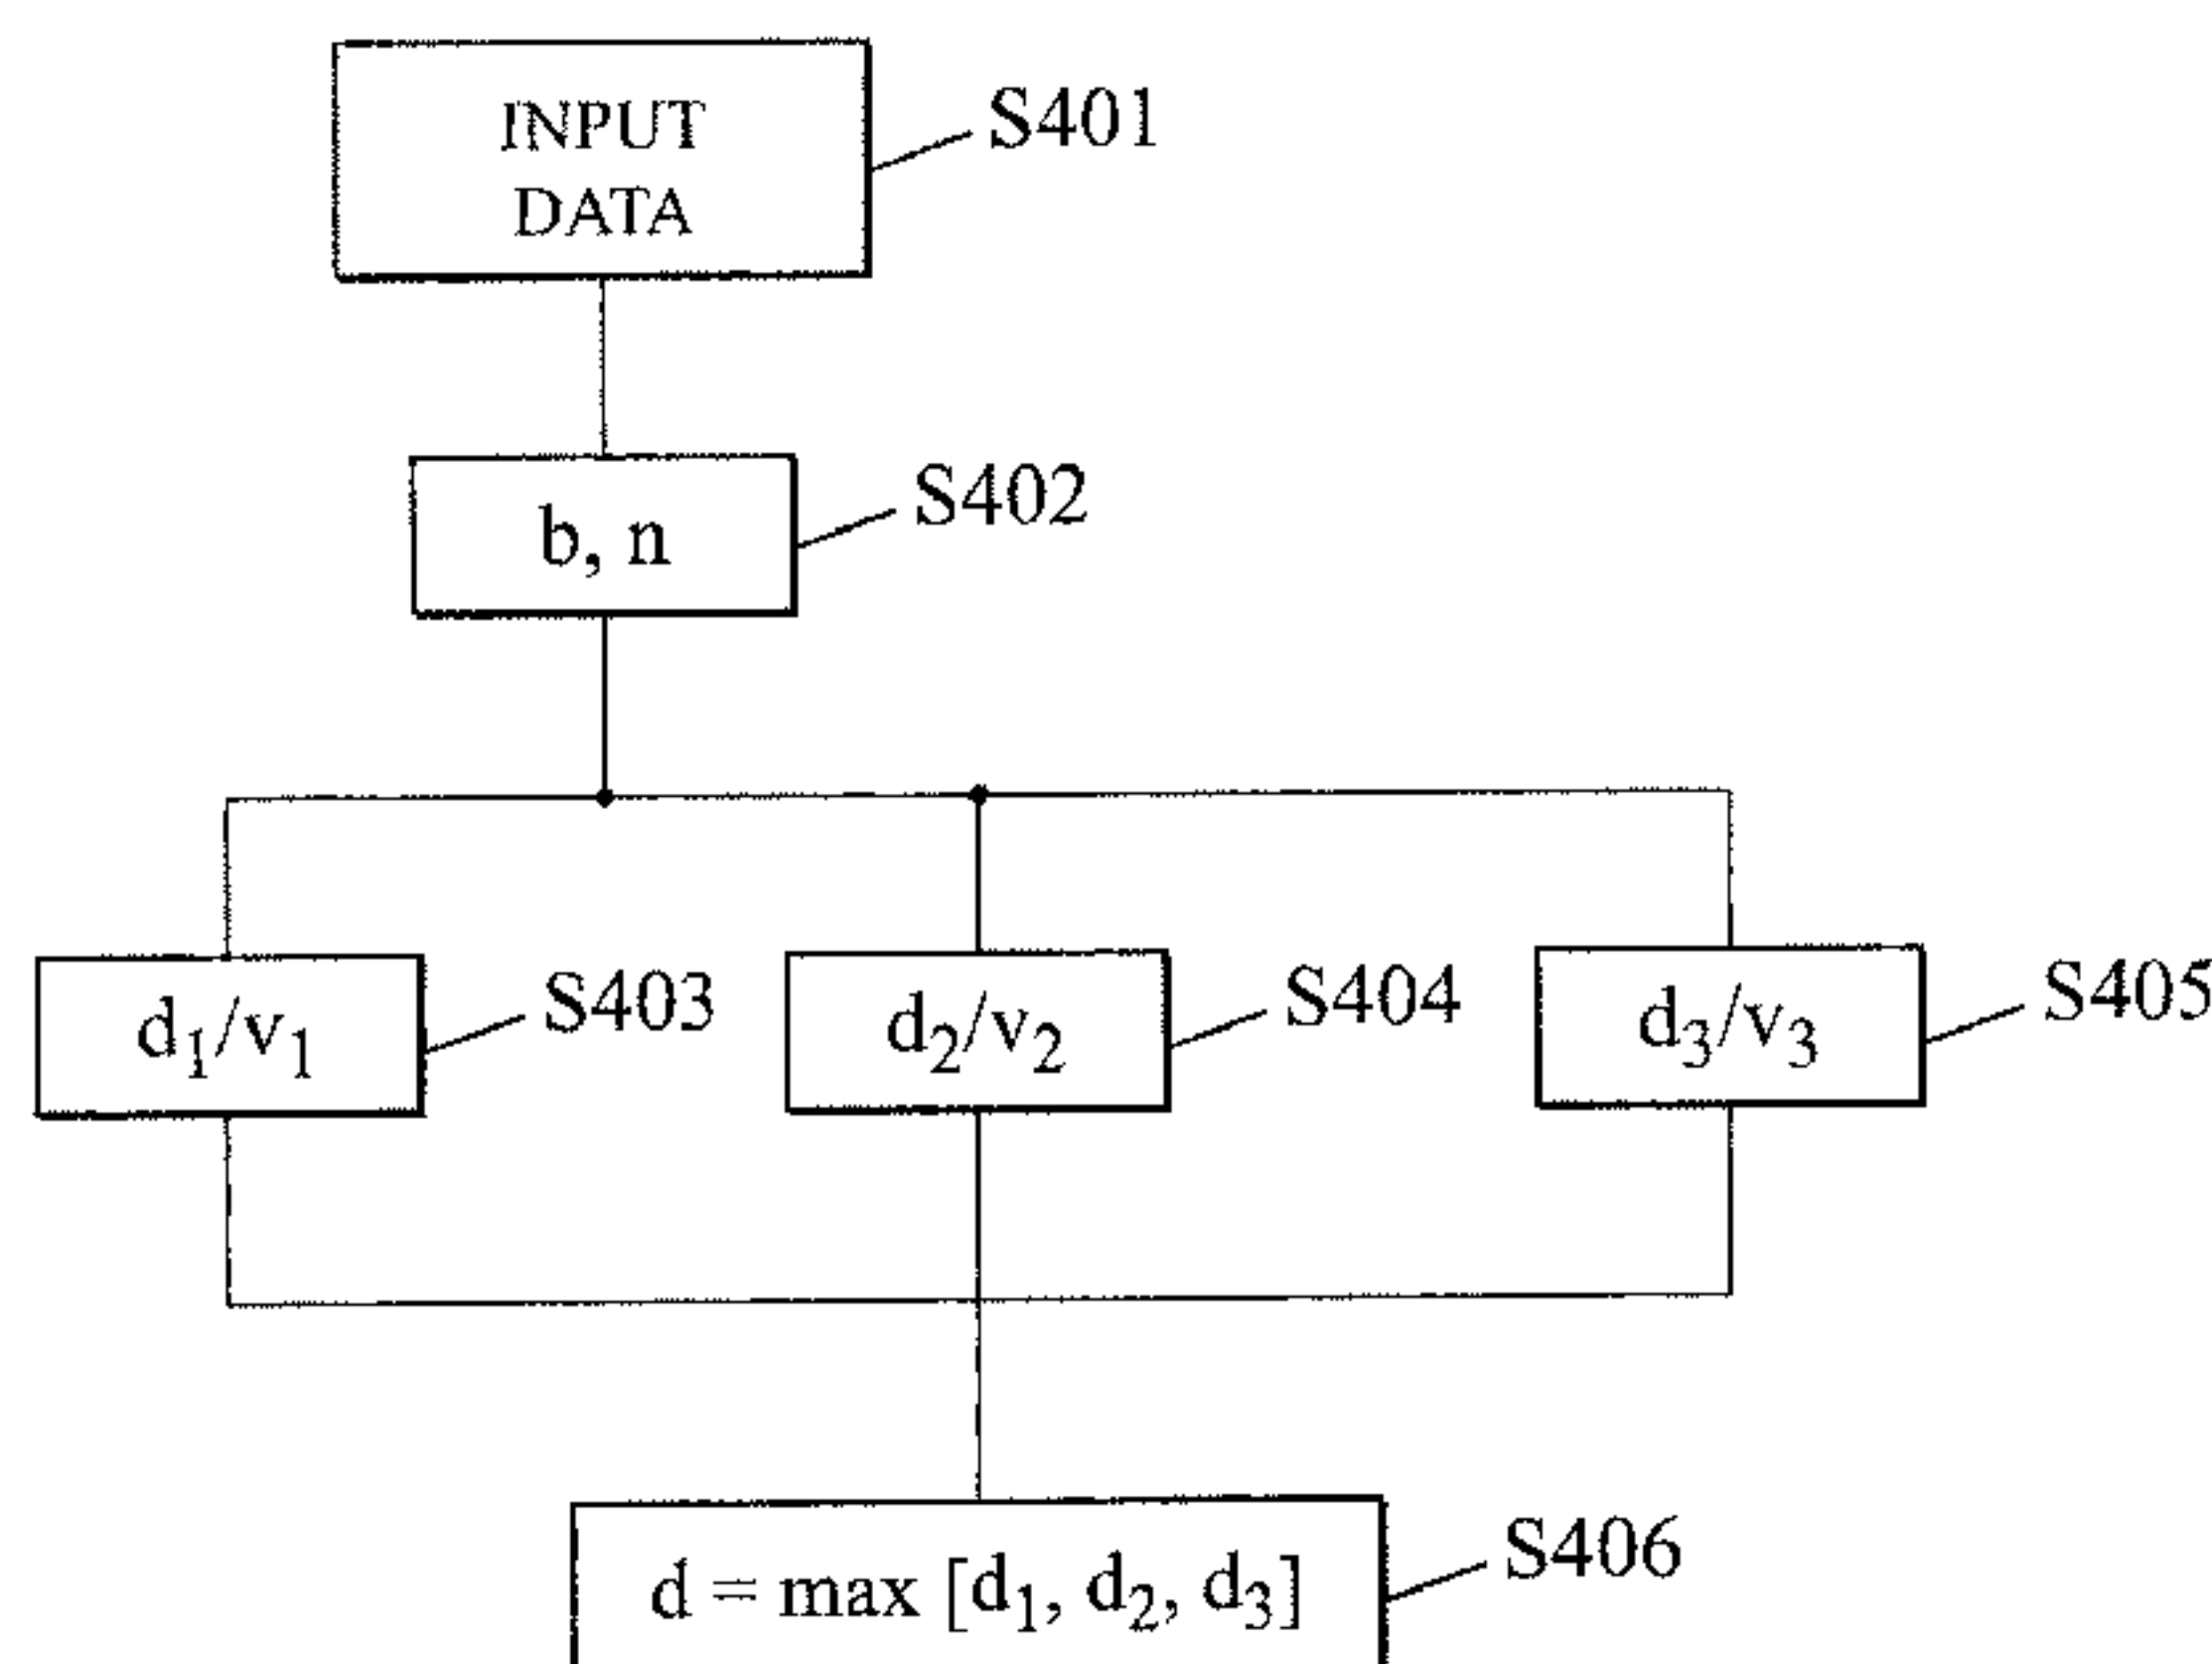 INPUT
DATA
S401
b, n
S402
d₁/v₁
S403
d₂/v₂
S404
d₃/v₃
S405
d = max [d₁, d₂, d₃]
S406